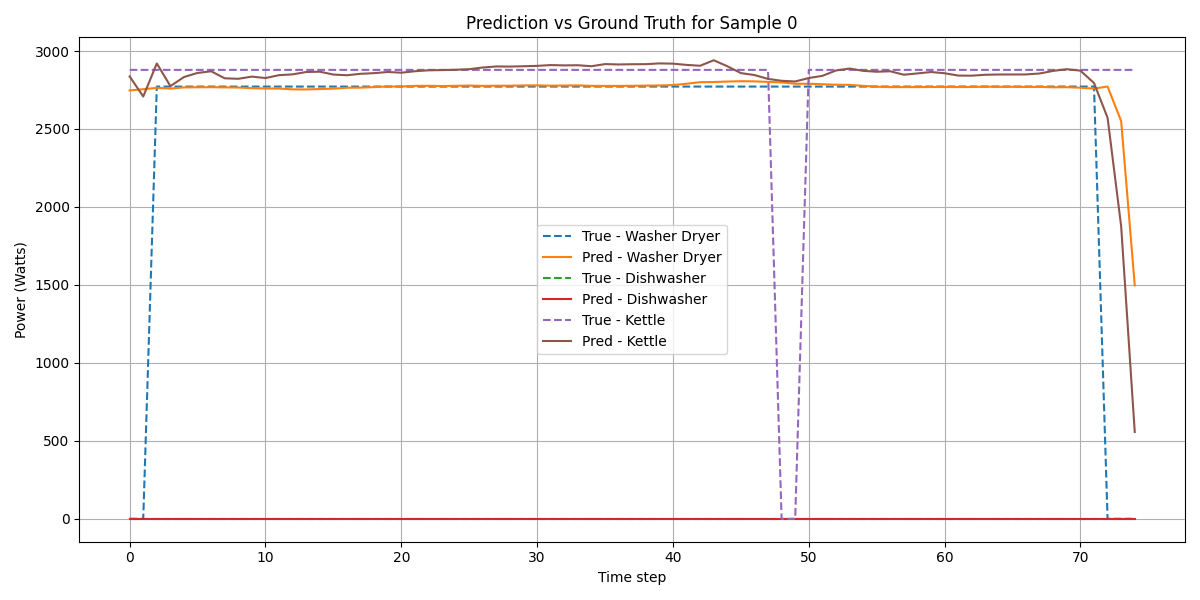 Prediction vs Ground Truth for Sample 0
3000
2500
2000
1500
1000
500
0
Power (Watts)
True - Washer Dryer
Pred - Washer Dryer
True - Dishwasher
Pred - Dishwasher
True - Kettle
Pred - Kettle
0 10 20 30 40 50 60 70
Time step